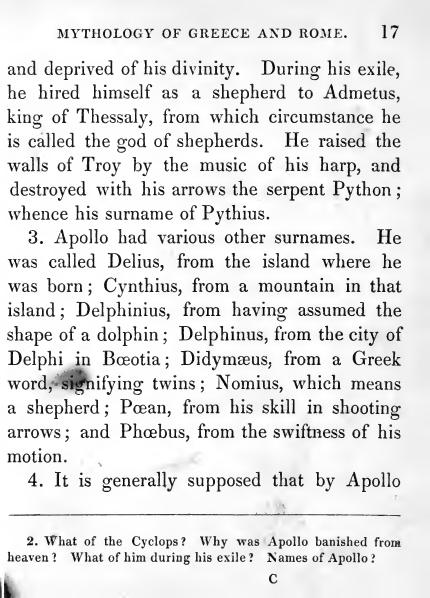 MYTHOLOGY OF GREECE AND ROME. 17
and deprived of his divinity. During his exile,
he hired himself as a shepherd to Admetus,
king of Thessaly, from which circumstance he
is called the god of shepherds. He raised the
walls of Troy by the music of his harp, and
destroyed with his arrows the serpent Python;
whence his surname of Pythius.
3. Apollo had various other surnames. He
was called Delius, from the island where he
was born; Cynthius, from a mountain in that
island; Delphinius, from having assumed the
shape of a dolphin; Delphinus, from the city of
Delphi in Bœotia; Didymæus, from a Greek
word, signifying twins; Nomius, which means
a shepherd; Pœan, from his skill in shooting
arrows; and Phœbus, from the swiftness of his
motion.
4. It is generally supposed that by Apollo
2. What of the Cyclops? Why was Apollo banished from
heaven? What of him during his exile? Names of Apollo?
C